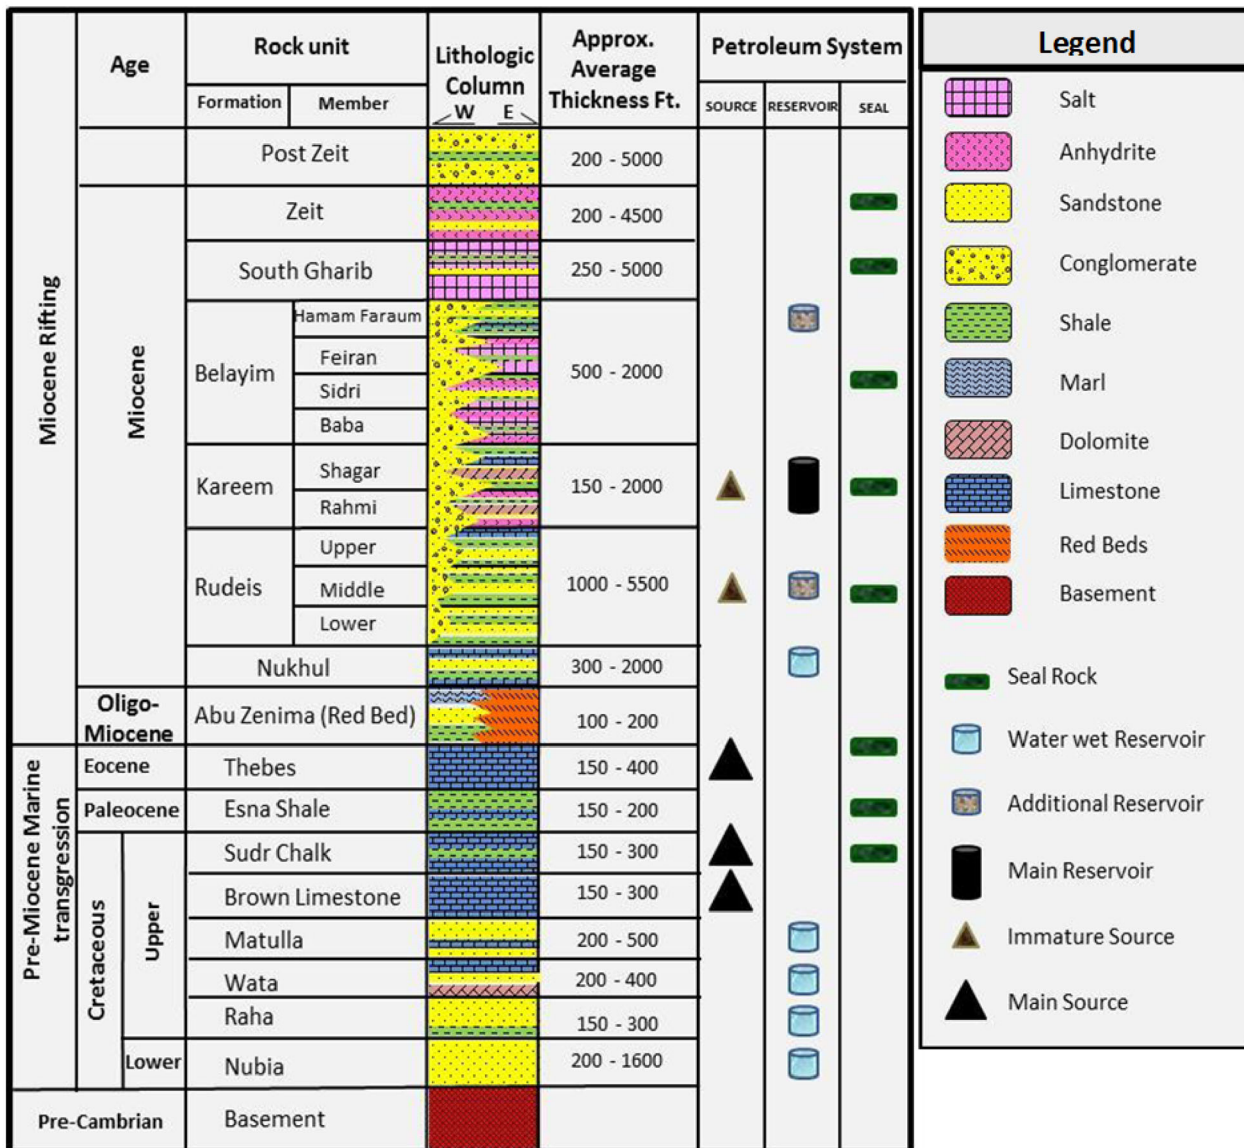 Age
Rock unit
Formation
Member
Lithologic
Column
W E
Approx.
Average
Thickness Ft.
Petroleum System
SOURCE
RESERVOIR
SEAL
Miocene Rifting
Pre-Miocene Marine
transgression
Post Zeit
200 - 5000
Miocene
Zeit
200 - 4500
South Gharib
250 - 5000
Belayim
Hamam Faraum
Feiran
Sidri
Baba
500 - 2000
Kareem
Shagar
Rahmi
150 - 2000
Rudeis
Upper
Middle
Lower
1000 - 5500
Nukhul
300 - 2000
Oligo-
Miocene
Abu Zenima (Red Bed)
100 - 200
Eocene
Thebes
150 - 400
Paleocene
Esna Shale
150 - 200
Cretaceous
Upper
Sudr Chalk
150 - 300
Brown Limestone
150 - 300
Matulla
200 - 500
Wata
200 - 400
Raha
150 - 300
Lower
Nubia
200 - 1600
Pre-Cambrian
Basement
Legend
Salt
Anhydrite
Sandstone
Conglomerate
Shale
Marl
Dolomite
Limestone
Red Beds
Basement
Seal Rock
Water wet Reservoir
Additional Reservoir
Main Reservoir
Immature Source
Main Source